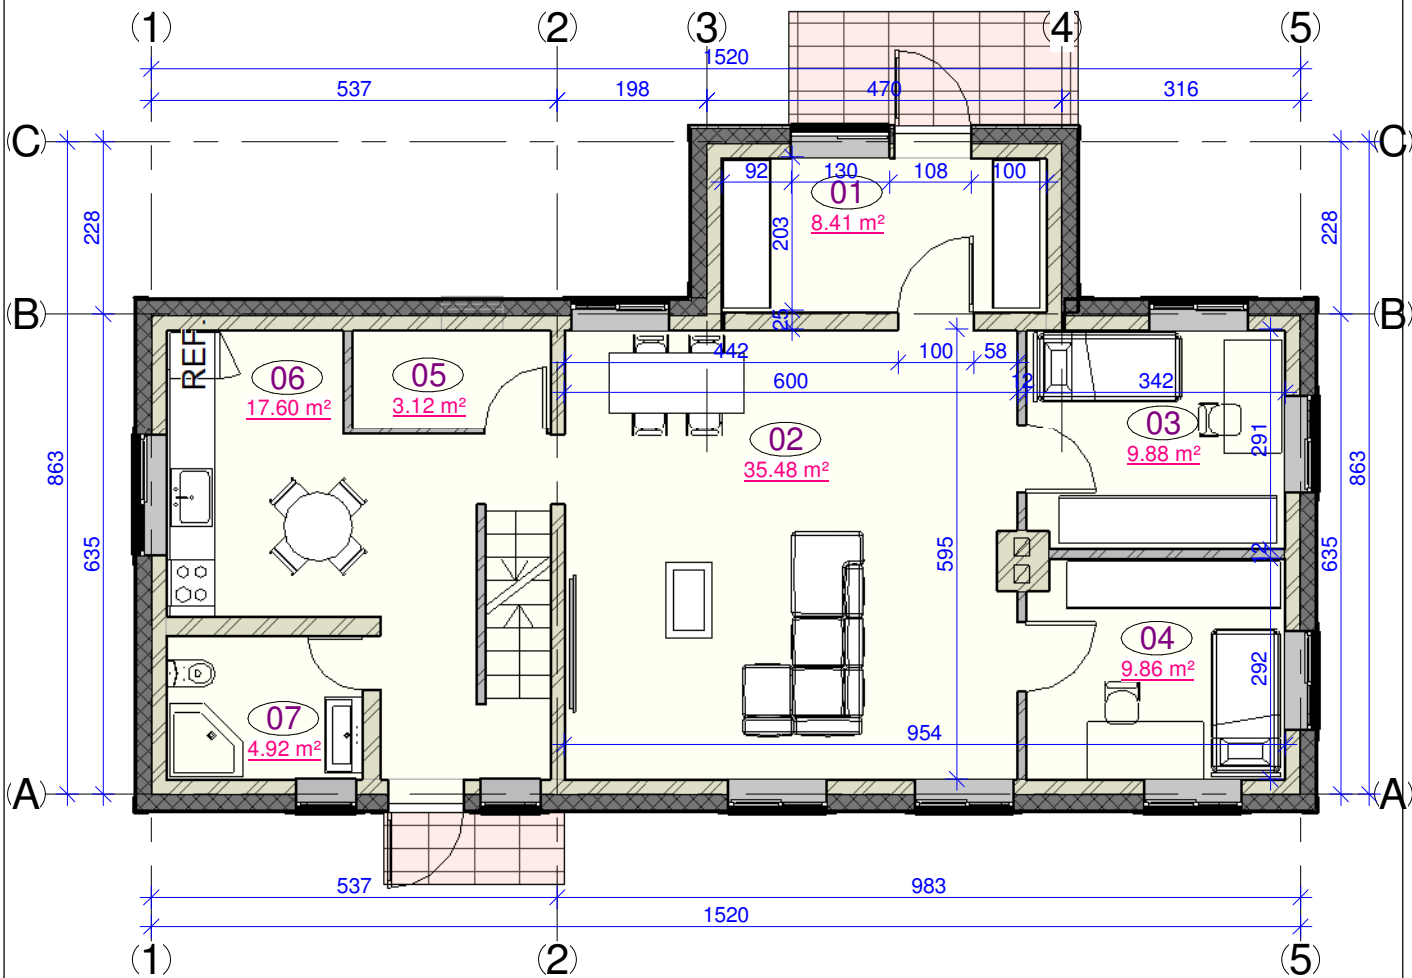 (1) (2) (3) (4) (5)
1520
537 198 470 316
(C) (C)
92 130 108 100
01
8.41 m²
228 203 228
(B) 25 (B)
REF.
442 100 58
600 12 342
06
17.60 m²
05
3.12 m²
02
35.48 m²
03
9.88 m²
291
863 863
635 595 12 635
04
9.86 m²
292
07
4.92 m²
954
(A) (A)
537 983
1520
(1) (2) (5)